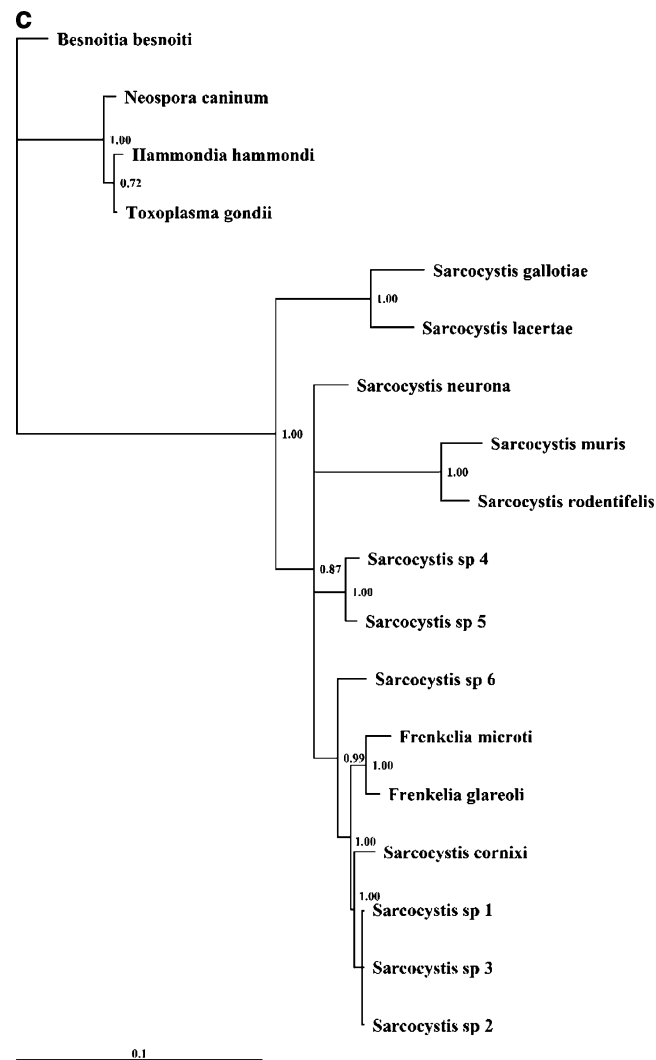 C
Besnoitia besnoiti
Neospora caninum
1.00
Hammondia hammondi
0.72
Toxoplasma gondii
Sarcocystis gallotiae
1.00
Sarcocystis lacertae
Sarcocystis neurona
1.00
Sarcocystis muris
1.00
Sarcocystis rodentifelis
Sarcocystis sp 4
0.87
1.00
Sarcocystis sp 5
Sarcocystis sp 6
Frenkelia microti
0.99
1.00
Frenkelia glareoli
1.00
Sarcocystis cornixi
1.00
Sarcocystis sp 1
Sarcocystis sp 3
Sarcocystis sp 2
0.1